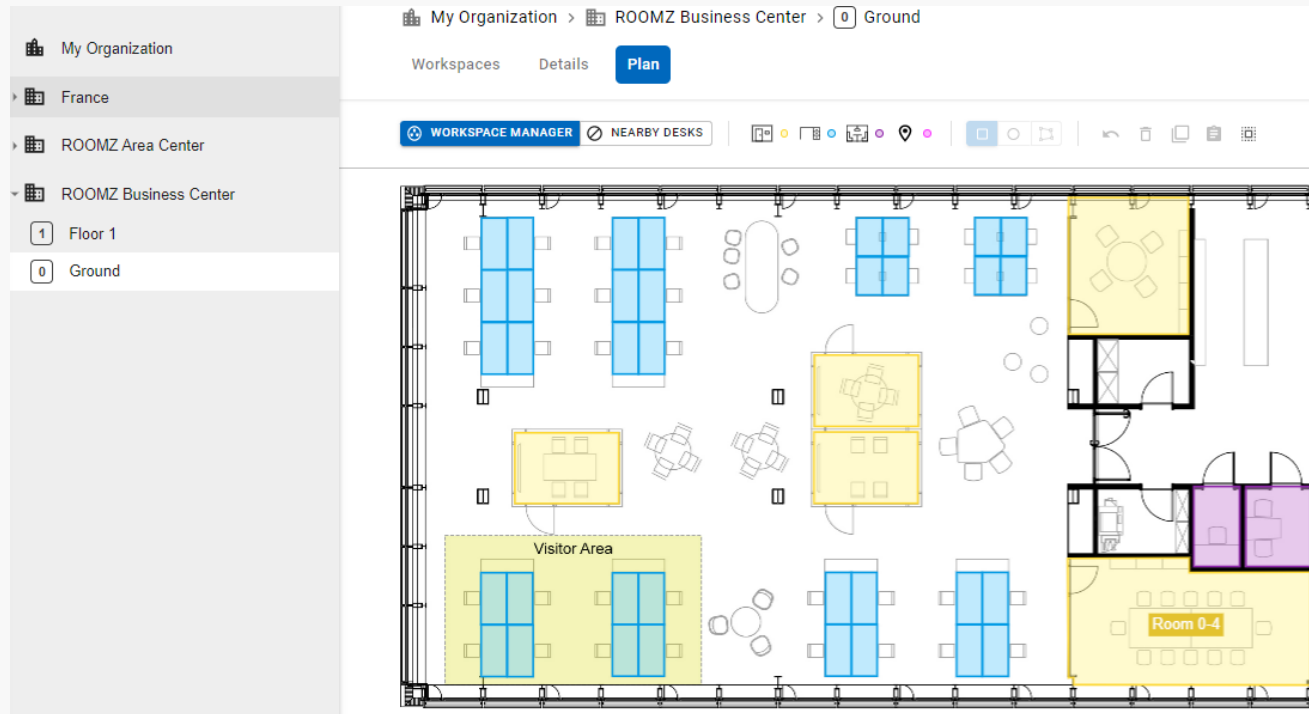 My Organization > ROOMZ Business Center > 0 Ground
My Organization
Workspaces Details Plan
France
WORKSPACE MANAGER NEARBY DESKS
ROOMZ Area Center
ROOMZ Business Center
1 Floor 1
0 Ground
Visitor Area
Room 0-4